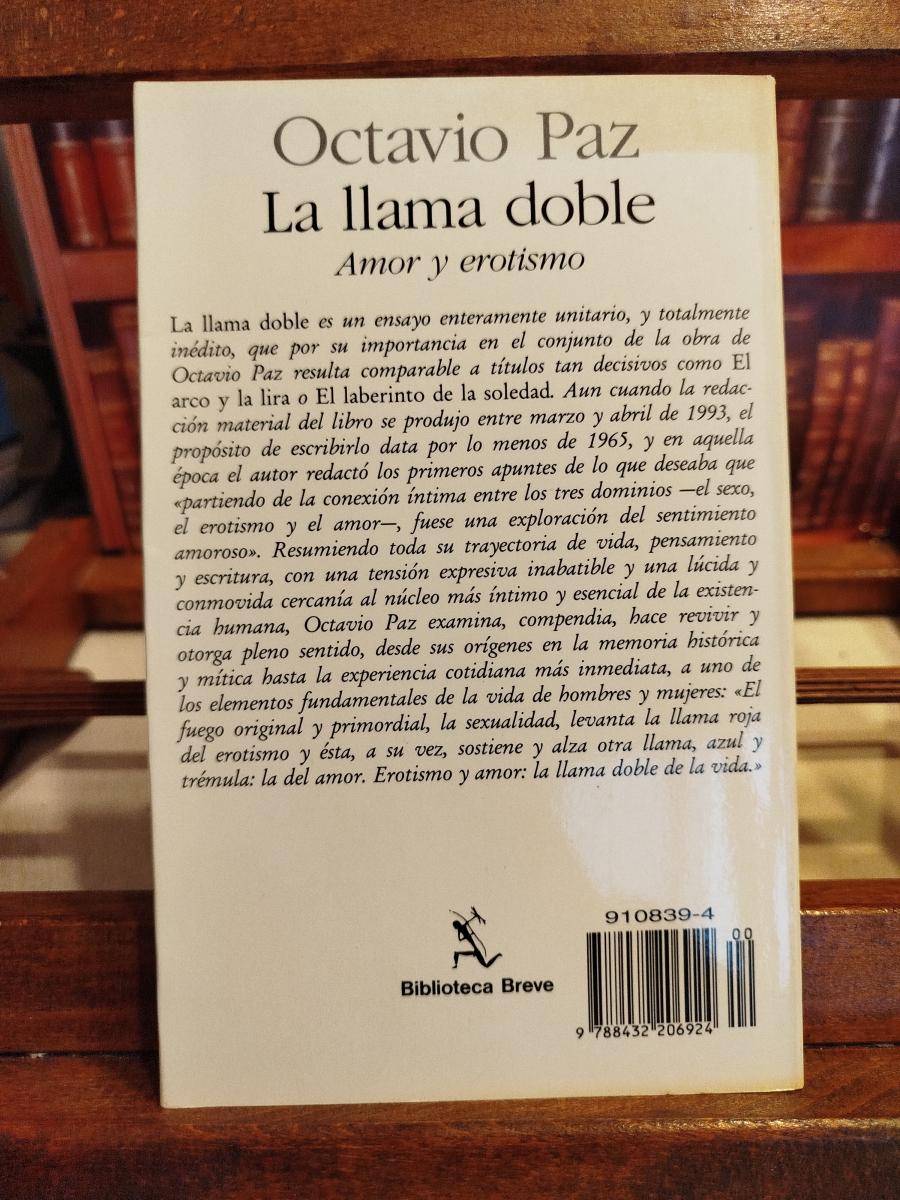 Octavio Paz
La llama doble
Amor y erotismo
La llama doble es un ensayo enteramente unitario, y totalmente
inédito, que por su importancia en el conjunto de la obra de
Octavio Paz resulta comparable a títulos tan decisivos como El
arco y la lira o El laberinto de la soledad. Aun cuando la redac-
ción material del libro se produjo entre marzo y abril de 1993, el
propósito de escribirlo data por lo menos de 1965, y en aquella
época el autor redactó los primeros apuntes de lo que deseaba que
«partiendo de la conexión íntima entre los tres dominios —el sexo,
el erotismo y el amor—, fuese una exploración del sentimiento
amoroso». Resumiendo toda su trayectoria de vida, pensamiento
y escritura, con una tensión expresiva inabatible y una lúcida y
conmovida cercanía al núcleo más íntimo y esencial de la existen-
cia humana, Octavio Paz examina, compendia, hace revivir y
otorga pleno sentido, desde sus orígenes en la memoria histórica
y mítica hasta la experiencia cotidiana más inmediata, a uno de
los elementos fundamentales de la vida de hombres y mujeres: «El
fuego original y primordial, la sexualidad, levanta la llama roja
del erotismo y ésta, a su vez, sostiene y alza otra llama, azul y
trémula: la del amor. Erotismo y amor: la llama doble de la vida.»
910839-4
00
Biblioteca Breve
9 788432 206924